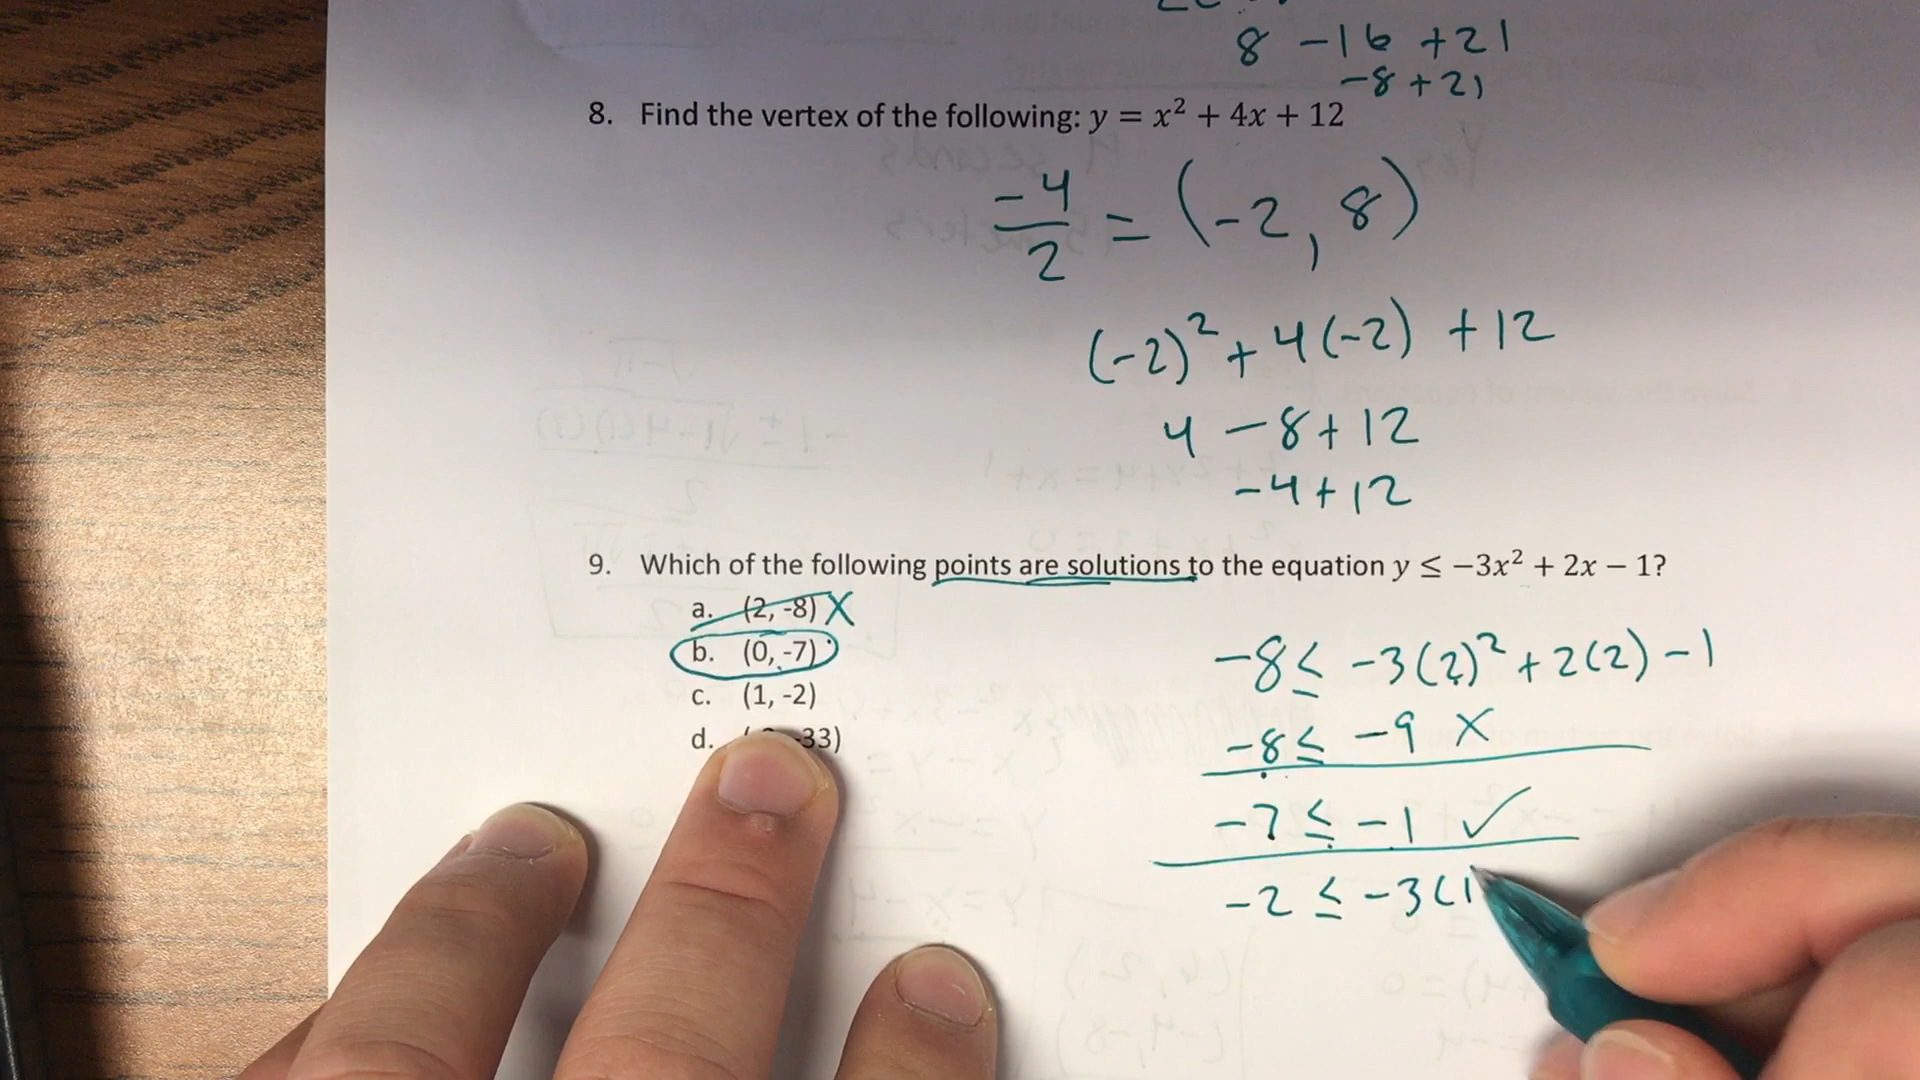 8 -16 +21
-8+21
8. Find the vertex of the following: y = x² + 4x + 12
-4/2 = (-2, 8)
(-2)² + 4(-2) + 12
4 - 8 + 12
-4+12
9. Which of the following points are solutions to the equation y ≤ -3x² + 2x - 1?
a. (2, -8) X
b. (0, -7)
c. (1, -2)
d. -33)
-8 ≤ -3(2)² + 2(2) - 1
-8 ≤ -9 X
-7 ≤ -1 ✓
-2 ≤ -3(1